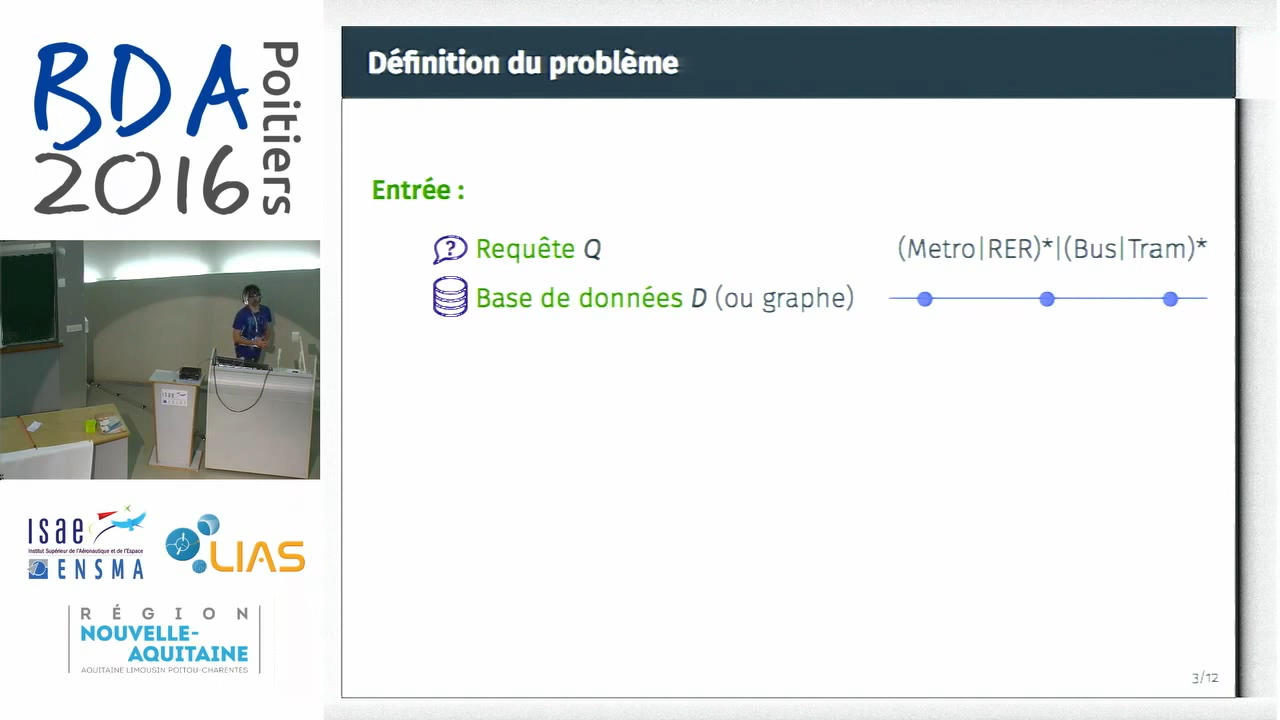 BDA
2016
Poitiers
isae
Institut Supérieur de l'Aéronautique et de l'Espace
ENSMA
LIAS
RÉGION
NOUVELLE-
AQUITAINE
AQUITAINE LIMOUSIN POITOU-CHARENTES
Définition du problème
Entrée :
? Requête Q (Metro|RER)*|(Bus|Tram)*
Base de données D (ou graphe)
3/12
isae